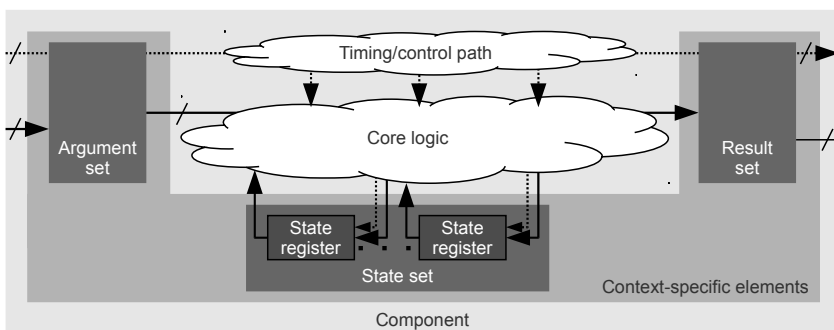 Timing/control path
Core logic
Argument
set
Result
set
State
register
State
register
State set
Context-specific elements
Component